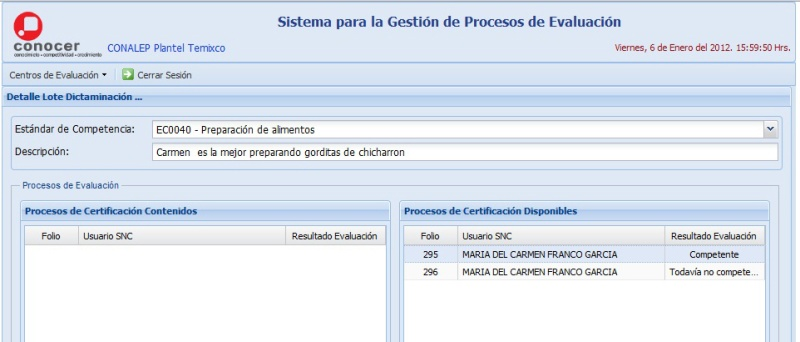 Sistema para la Gestión de Procesos de Evaluación
conocer
conocimiento • competitividad • crecimiento
CONALEP Plantel Temixco
Viernes, 6 de Enero del 2012. 15:59:50 Hrs.
Centros de Evaluación
Cerrar Sesión
Detalle Lote Dictaminación ...
Estándar de Competencia: EC0040 - Preparación de alimentos
Descripción: Carmen es la mejor preparando gorditas de chicharron
Procesos de Evaluación
Procesos de Certificación Contenidos
Folio Usuario SNC Resultado Evaluación
Procesos de Certificación Disponibles
Folio Usuario SNC Resultado Evaluación
295 MARIA DEL CARMEN FRANCO GARCIA Competente
296 MARIA DEL CARMEN FRANCO GARCIA Todavía no compete...